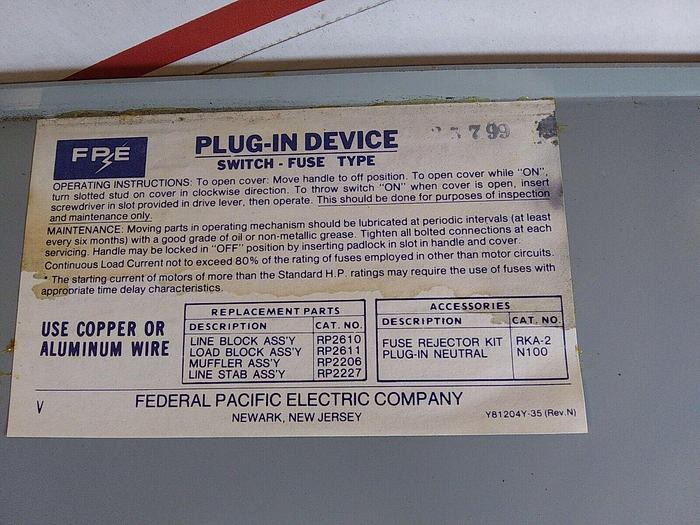 FPE
PLUG-IN DEVICE
799
SWITCH - FUSE TYPE
OPERATING INSTRUCTIONS: To open cover: Move handle to off position. To open cover while "ON",
turn slotted stud on cover in clockwise direction. To throw switch "ON" when cover is open, insert
screwdriver in slot provided in drive lever, then operate. This should be done for purposes of inspection
and maintenance only.
MAINTENANCE: Moving parts in operating mechanism should be lubricated at periodic intervals (at least
every six months) with a good grade of oil or non-metallic grease. Tighten all bolted connections at each
servicing. Handle may be locked in "OFF" position by inserting padlock in slot in handle and cover.
Continuous Load Current not to exceed 80% of the rating of fuses employed in other than motor circuits.
* The starting current of motors of more than the Standard H.P. ratings may require the use of fuses with
appropriate time delay characteristics.
USE COPPER OR
ALUMINUM WIRE
REPLACEMENT PARTS
DESCRIPTION CAT. NO.
LINE BLOCK ASS'Y RP2610
LOAD BLOCK ASS'Y RP2611
MUFFLER ASS'Y RP2206
LINE STAB ASS'Y RP2227
ACCESSORIES
DESCRIPTION CAT. NO.
FUSE REJECTOR KIT RKA-2
PLUG-IN NEUTRAL N100
V
FEDERAL PACIFIC ELECTRIC COMPANY
NEWARK, NEW JERSEY
Y81204Y-35 (Rev.N)